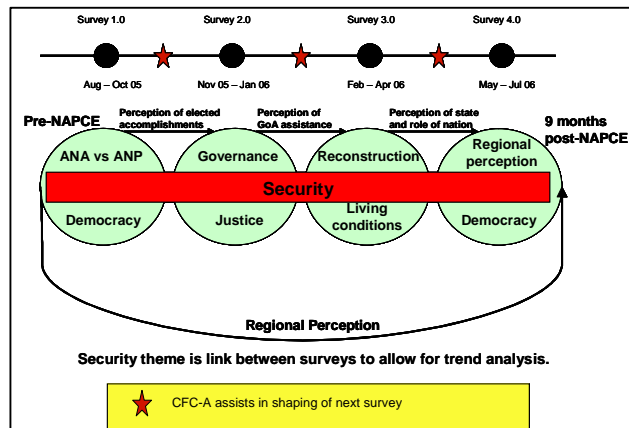 Survey 1.0 Survey 2.0 Survey 3.0 Survey 4.0
Aug – Oct 05 Nov 05 – Jan 06 Feb – Apr 06 May – Jul 06
Pre-NAPCE
Perception of elected
accomplishments
Perception of
GoA assistance
Perception of state
and role of nation
9 months
post-NAPCE
ANA vs ANP
Governance
Reconstruction
Regional
perception
Security
Democracy
Justice
Living
conditions
Democracy
Regional Perception
Security theme is link between surveys to allow for trend analysis.
CFC-A assists in shaping of next survey